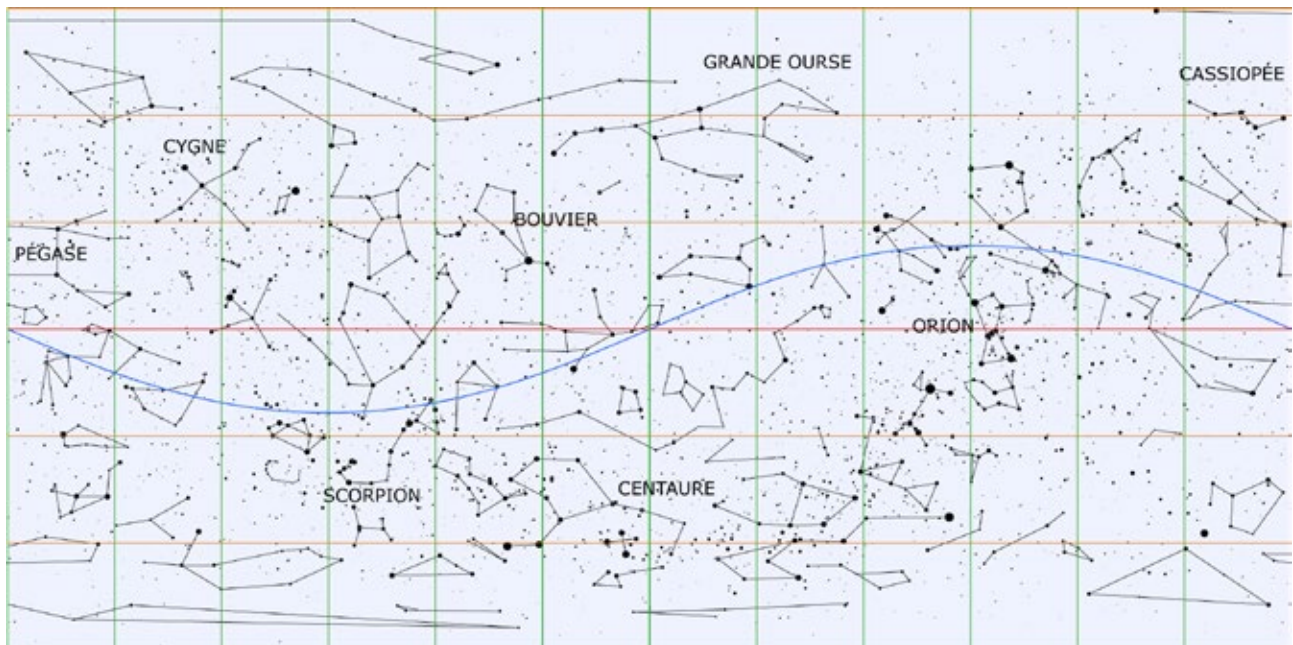 GRANDE OURSE
CASSIOPÉE
CYGNE
BOUVIER
PÉGASE
ORION
SCORPION
CENTAURE